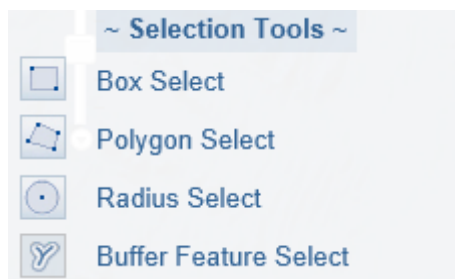 ~ Selection Tools ~
Box Select
Polygon Select
Radius Select
Buffer Feature Select